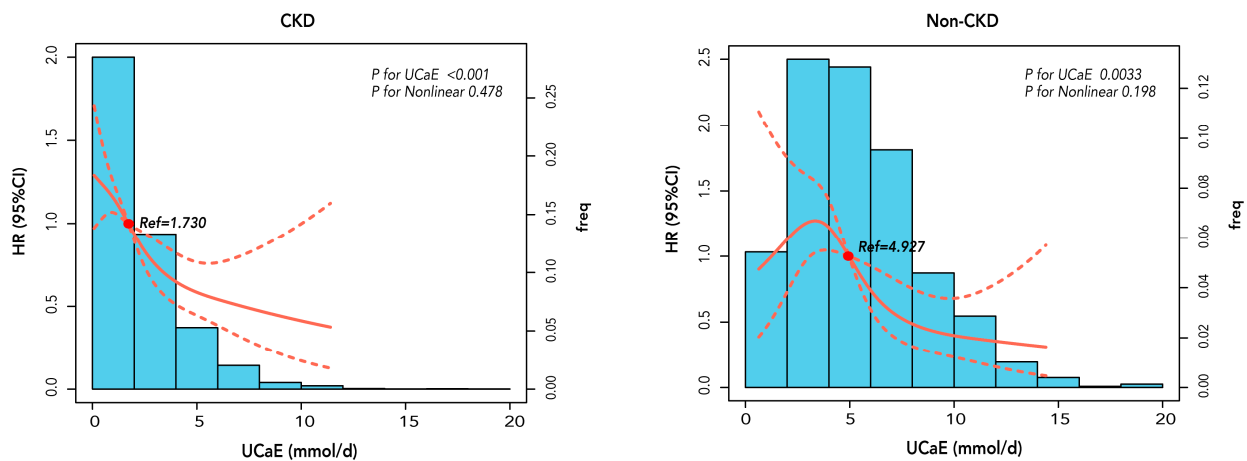 CKD
P for UCaE <0.001
P for Nonlinear 0.478
Ref=1.730
HR (95%CI)
0.0
0.5
1.0
1.5
2.0
freq
0.00
0.05
0.10
0.15
0.20
0.25
0 5 10 15 20
UCaE (mmol/d)
Non-CKD
P for UCaE 0.0033
P for Nonlinear 0.198
Ref=4.927
HR (95%CI)
0.0
0.5
1.0
1.5
2.0
2.5
freq
0.00
0.02
0.04
0.06
0.08
0.10
0.12
0 5 10 15 20
UCaE (mmol/d)